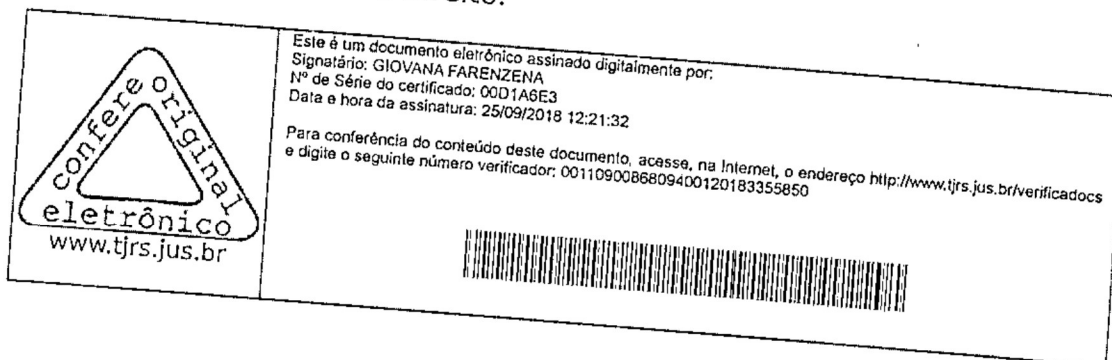 confere original
eletrônico
www.tjrs.jus.br
Este é um documento eletrônico assinado digitalmente por:
Signatário: GIOVANA FARENZENA
Nº de Série do certificado: 00D1A6E3
Data e hora da assinatura: 25/09/2018 12:21:32
Para conferência do conteúdo deste documento, acesse, na Internet, o endereço http://www.tjrs.jus.br/verificadocs
e digite o seguinte número verificador: 0011090086809400120183355850